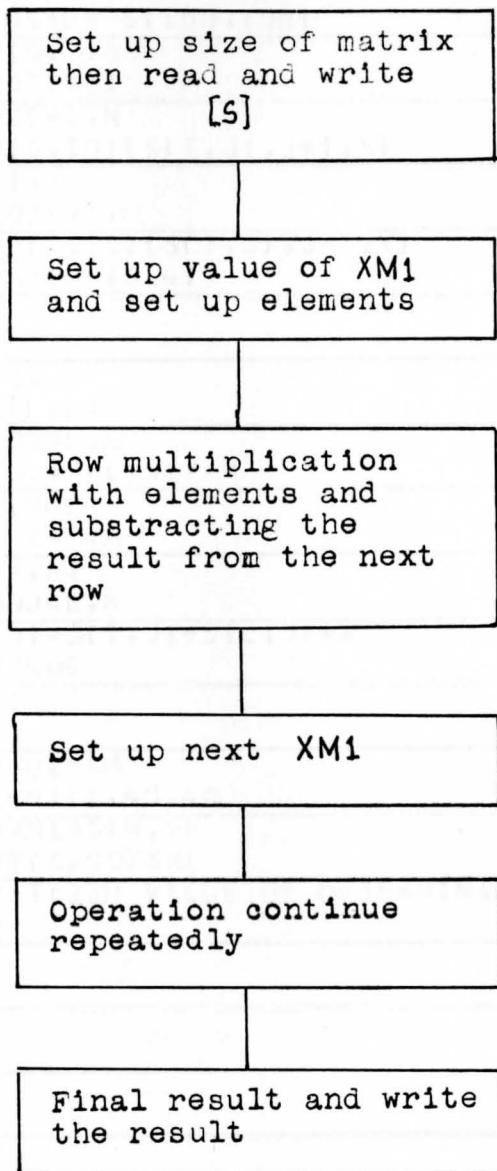 Set up size of matrix
then read and write
[S]
Set up value of XM1
and set up elements
Row multiplication
with elements and
substracting the
result from the next
row
Set up next XM1
Operation continue
repeatedly
Final result and write
the result